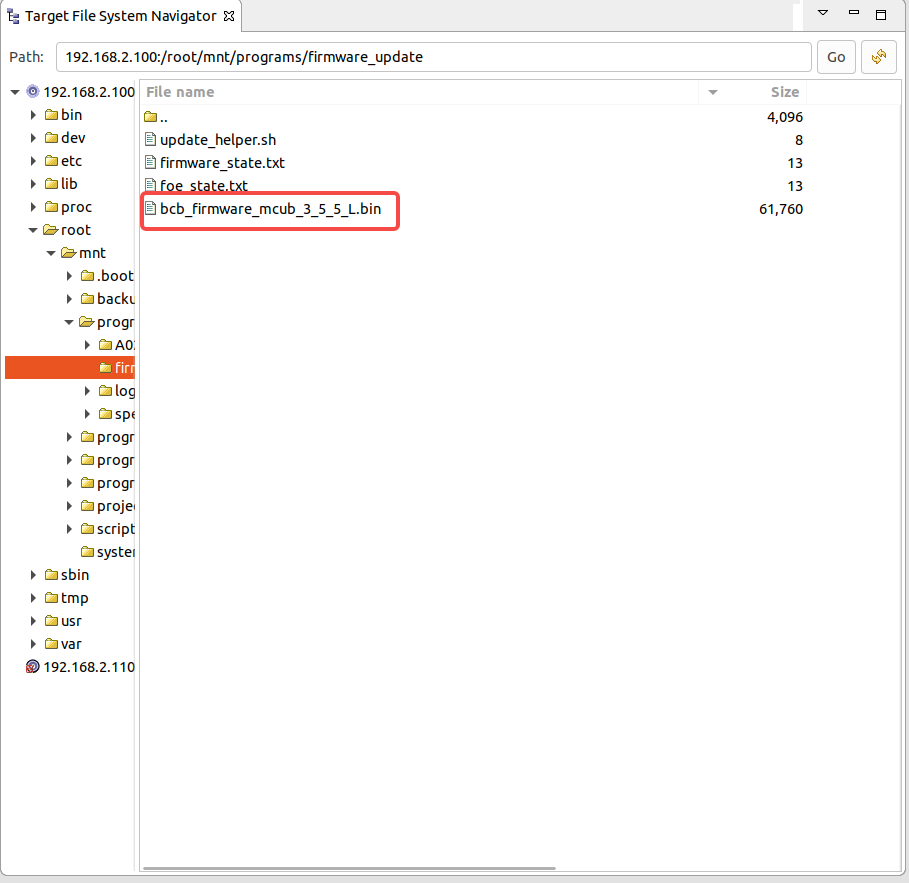 Target File System Navigator
Path: 192.168.2.100:/root/mnt/programs/firmware_update Go
192.168.2.100
bin
dev
etc
lib
proc
root
mnt
.boot
backu
progr
A0
firr
log
spe
progr
progr
progr
projec
script
system
sbin
tmp
usr
var
192.168.2.110
File name Size
.. 4,096
update_helper.sh 8
firmware_state.txt 13
foe_state.txt 13
bcb_firmware_mcub_3_5_5_L.bin 61,760